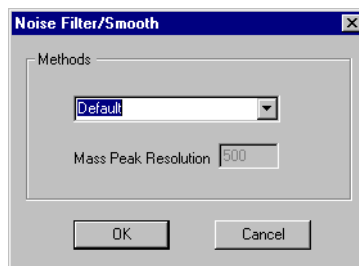 Noise Filter/Smooth
Methods
Default
Mass Peak Resolution 500
OK Cancel